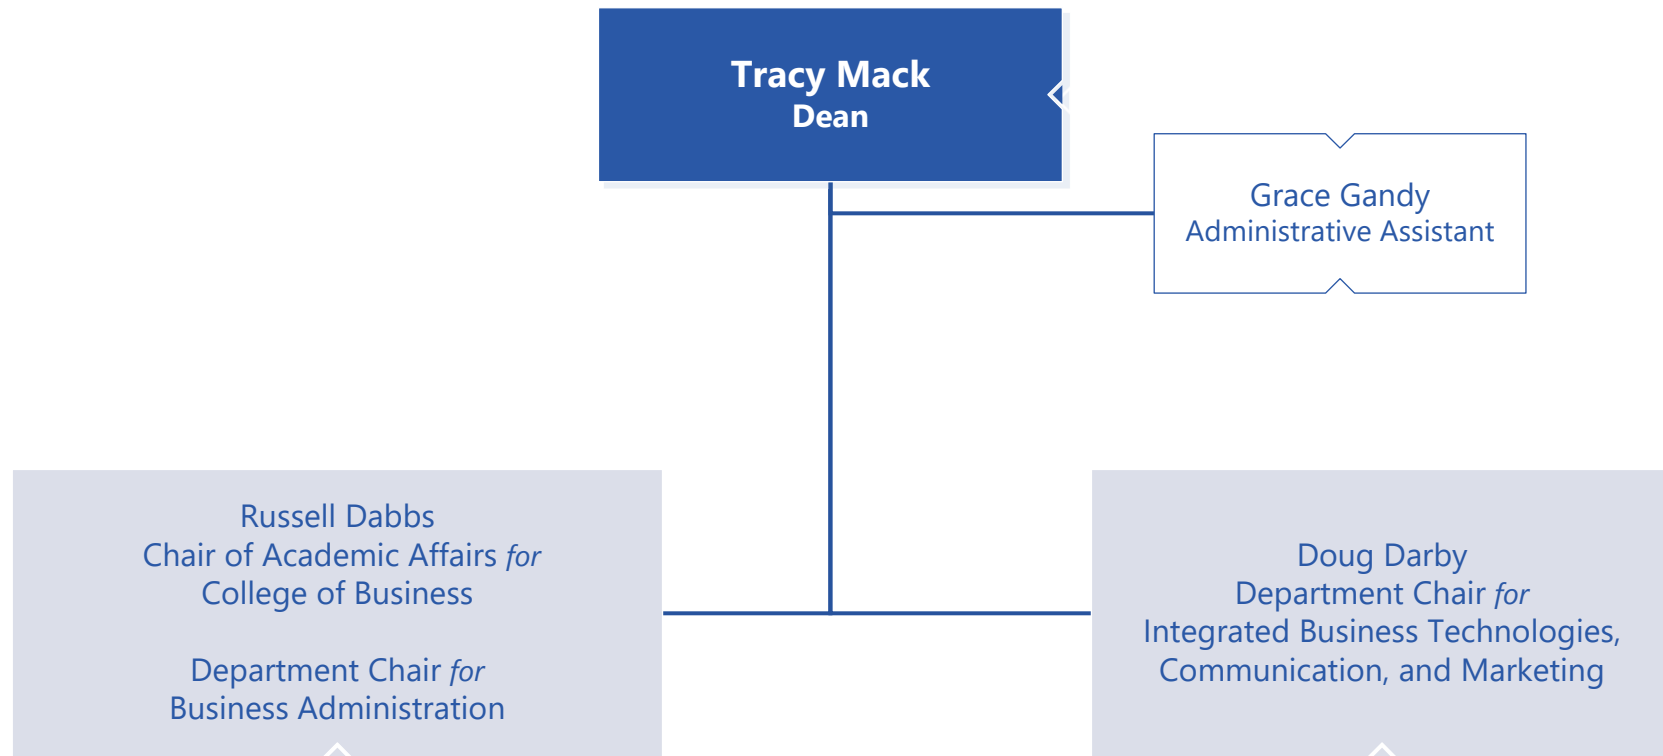 Tracy Mack
Dean
Grace Gandy
Administrative Assistant
Russell Dabbs
Chair of Academic Affairs for
College of Business
Department Chair for
Business Administration
Doug Darby
Department Chair for
Integrated Business Technologies,
Communication, and Marketing